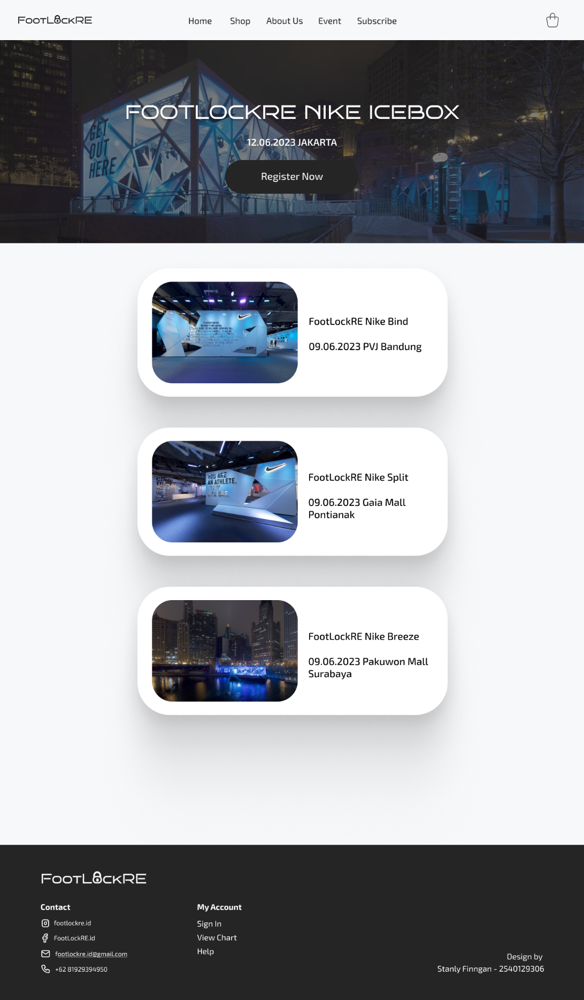 FootLockRE
Home Shop About Us Event Subscribe
FOOTLOCKRE NIKE ICEBOX
GET
OUT
HERE
12.06.2023 JAKARTA
Register Now
FootLockRE Nike Bind
09.06.2023 PVJ Bandung
YOU ARE
AN ATHLETE.
LIKE ONE.
FootLockRE Nike Split
09.06.2023 Gaia Mall
Pontianak
FootLockRE Nike Breeze
09.06.2023 Pakuwon Mall
Surabaya
FootLockRE
Contact
footlockre.id
FootLockRE.id
footlockre.id@gmail.com
+62 81929394950
My Account
Sign In
View Chart
Help
Design by
Stanly Finngan - 2540129306